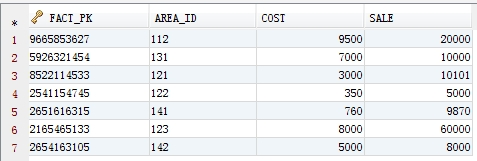 * FACT_PK AREA_ID COST SALE
1 9665853627 112 9500 20000
2 5926321454 131 7000 10000
3 8522114533 121 3000 10101
4 2541154745 122 350 5000
5 2651616315 141 760 9870
6 2165465133 123 8000 60000
7 2654163105 142 5000 8000